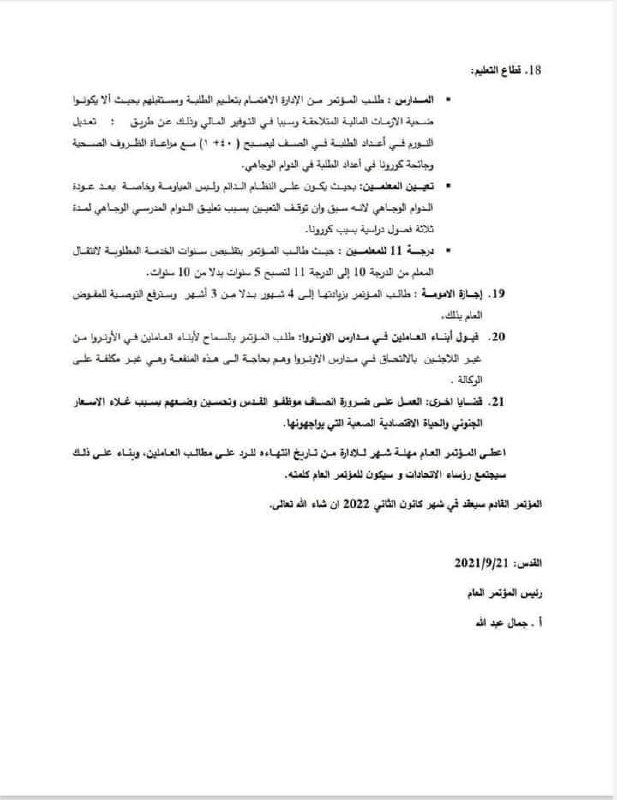 18. قطاع التعليم:
▪ المدارس : طلب المؤتمر من الإدارة الاهتمام بتعليم الطلبة ومستقبلهم بحيث ألا يكونوا
ضحية الازمات المالية المتلاحقة وسببا في التوفير المالي وذلك عن طريق : تعديل
النورم في أعداد الطلبة في الصف ليصبح ( ٤٠+ ١) مع مراعاة الظروف الصحية
وجائحة كورونا في أعداد الطلبة في الدوام الوجاهي.
▪ تعيين المعلمين: بحيث يكون على النظام الدائم وليس المياومة وخاصة بعد عودة
الدوام الوجاهي لانه سبق وان توقف التعيين بسبب تعليق الدوام المدرسي الوجاهي لمدة
ثلاثة فصول دراسية بسبب كورونا.
▪ درجة 11 للمعلمين : حيث طالب المؤتمر بتقليص سنوات الخدمة المطلوبة لانتقال
المعلم من الدرجة 10 إلى الدرجة 11 لتصبح 5 سنوات بدلا من 10 سنوات.
19. إجازة الامومة : طالب المؤتمر بزيادتها إلى 4 شهور بدلا من 3 أشهر وسترفع التوصية للمفوض
العام بذلك.
20. قبول أبناء العاملين في مدارس الاونروا: طلب المؤتمر بالسماح لأبناء العاملين في الأونروا من
غير اللاجئين بالالتحاق في مدارس الاونروا وهم بحاجة الى هذه المنفعة وهي غير مكلفة على
الوكالة .
21. قضايا اخرى: العمل على ضرورة انصاف موظفو القدس وتحسين وضعهم بسبب غلاء الاسعار
الجنوني والحياة الاقتصادية الصعبة التي يواجهونها.
اعطى المؤتمر العام مهلة شهر للادارة من تاريخ انتهاءه للرد على مطالب العاملين، وبناء على ذلك
سيجتمع رؤساء الاتحادات و سيكون للمؤتمر العام كلمته.
المؤتمر القادم سيعقد في شهر كانون الثاني 2022 ان شاء الله تعالى.
القدس: 2021/9/21
رئيس المؤتمر العام
أ . جمال عبد الله